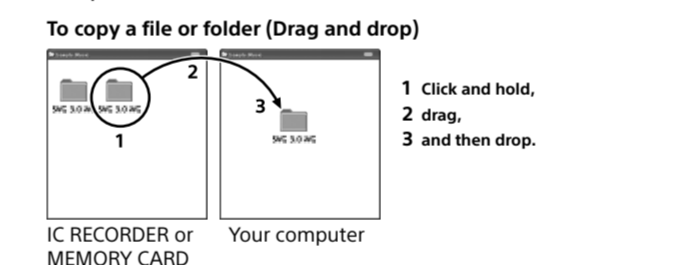 To copy a file or folder (Drag and drop)
2
3
1
1 Click and hold,
2 drag,
3 and then drop.
IC RECORDER or
MEMORY CARD
Your computer